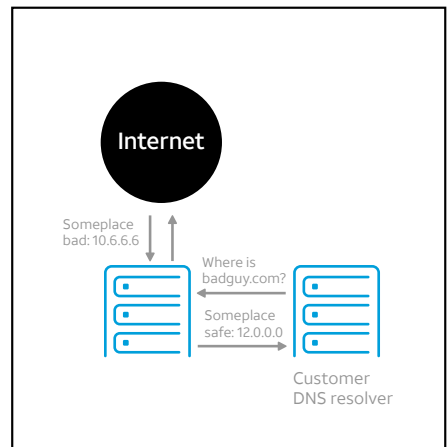 Internet
Someplace
bad: 10.6.6.6
Where is
badguy.com?
Someplace
safe: 12.0.0.0
Customer
DNS resolver